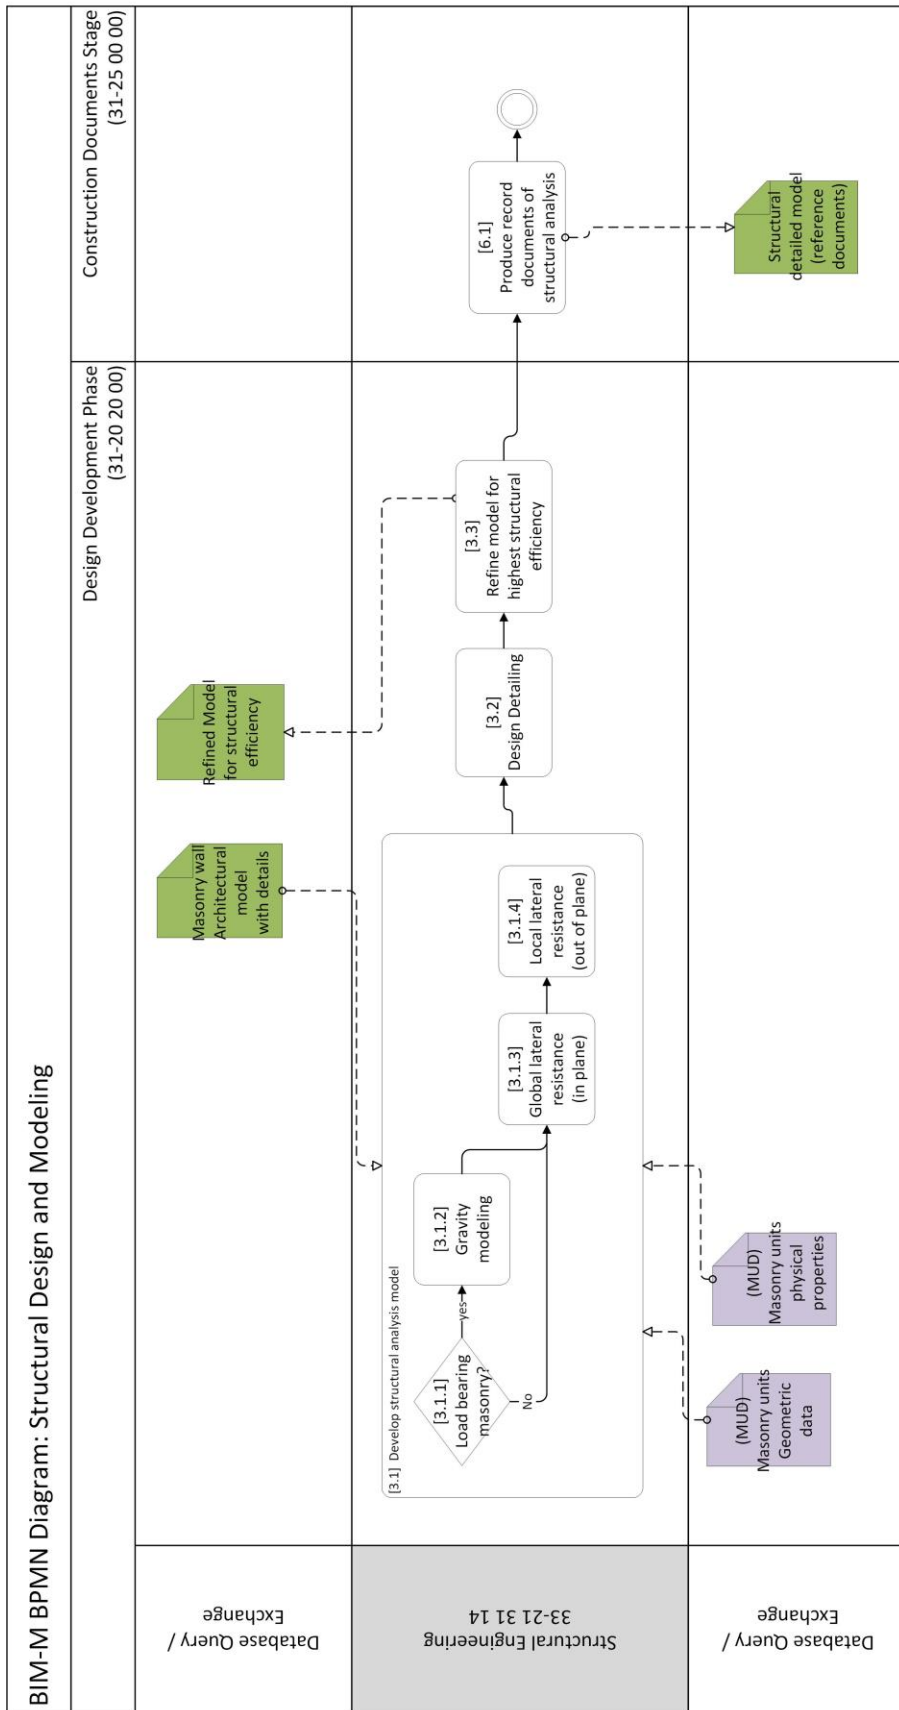 BIM-M BPMN Diagram: Structural Design and Modeling
Design Development Phase
(31-20 20 00)
Construction Documents Stage
(31-25 00 00)
Database Query /
Exchange
Masonry wall
Architectural
model
with details
Refined Model
for structural
efficiency
Structural Engineering
33-21 31 14
[3.1] Develop structural analysis model
[3.1.1]
Load bearing
masonry?
yes
No
[3.1.2]
Gravity
modeling
[3.1.3]
Global lateral
resistance
(in plane)
[3.1.4]
Local lateral
resistance
(out of plane)
[3.2]
Design Detailing
[3.3]
Refine model for
highest structural
efficiency
[6.1]
Produce record
documents of
structural analysis
Database Query /
Exchange
(MUD)
Masonry units
Geometric
data
(MUD)
Masonry units
physical
properties
Structural
detailed model
(reference
documents)